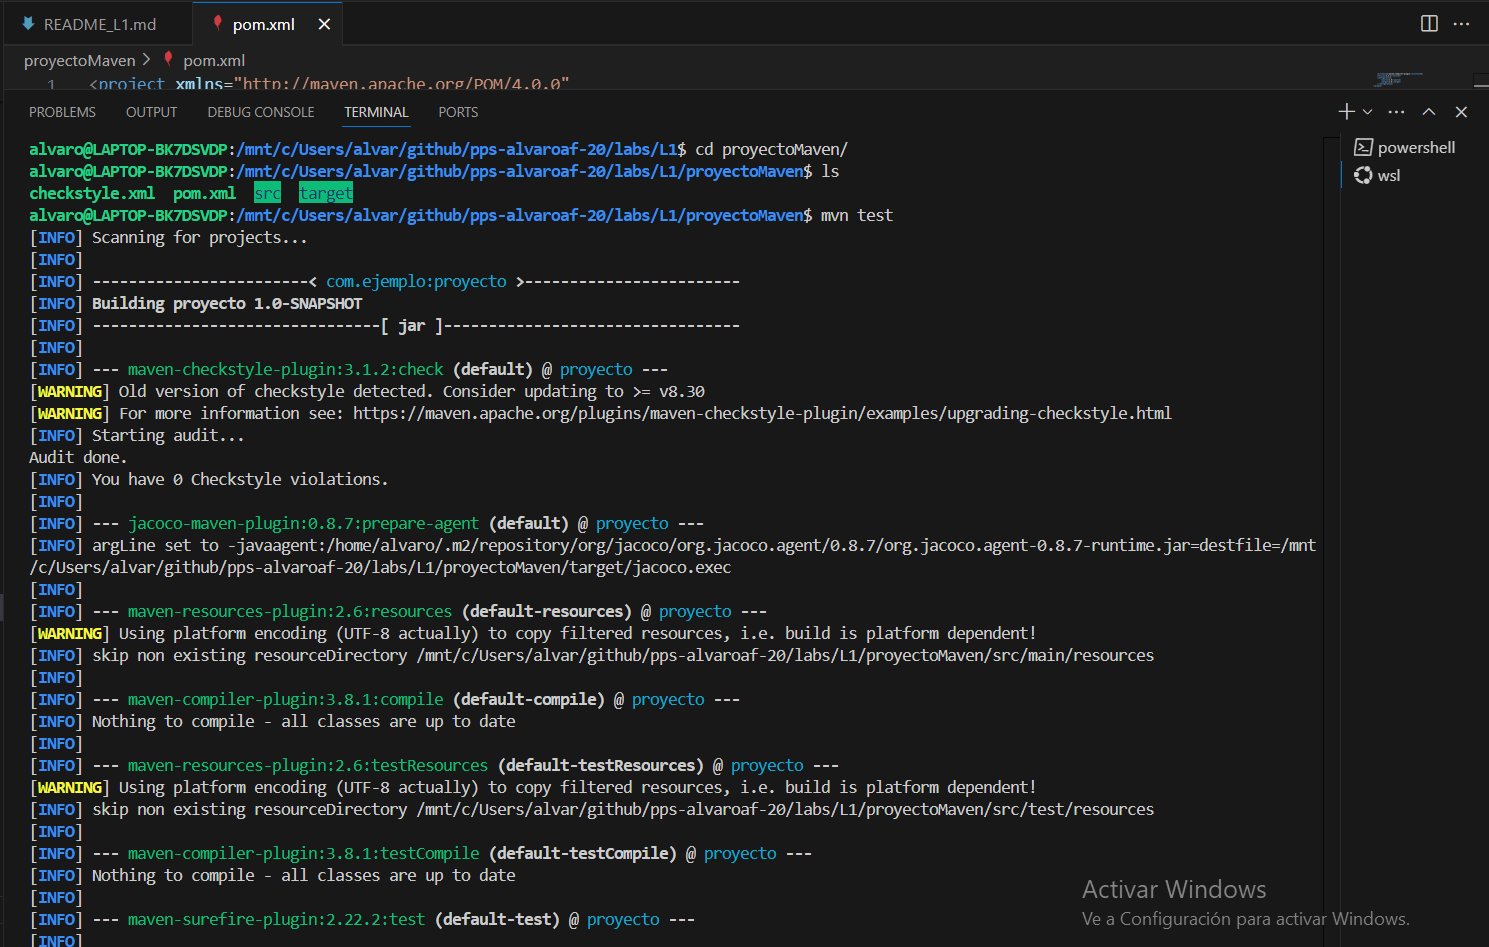 README_L1.md
pom.xml
proyectoMaven > pom.xml
1 <project xmlns="http://maven.apache.org/POM/4.0.0"
PROBLEMS OUTPUT DEBUG CONSOLE TERMINAL PORTS
powershell
wsl
alvaro@LAPTOP-BK7DSVDP:/mnt/c/Users/alvar/github/pps-alvaroaf-20/labs/L1$ cd proyectoMaven/
alvaro@LAPTOP-BK7DSVDP:/mnt/c/Users/alvar/github/pps-alvaroaf-20/labs/L1/proyectoMaven$ ls
checkstyle.xml pom.xml src target
alvaro@LAPTOP-BK7DSVDP:/mnt/c/Users/alvar/github/pps-alvaroaf-20/labs/L1/proyectoMaven$ mvn test
[INFO] Scanning for projects...
[INFO]
[INFO] ------------------------< com.ejemplo:proyecto >------------------------
[INFO] Building proyecto 1.0-SNAPSHOT
[INFO] --------------------------------[ jar ]---------------------------------
[INFO]
[INFO] --- maven-checkstyle-plugin:3.1.2:check (default) @ proyecto ---
[WARNING] Old version of checkstyle detected. Consider updating to >= v8.30
[WARNING] For more information see: https://maven.apache.org/plugins/maven-checkstyle-plugin/examples/upgrading-checkstyle.html
[INFO] Starting audit...
Audit done.
[INFO] You have 0 Checkstyle violations.
[INFO]
[INFO] --- jacoco-maven-plugin:0.8.7:prepare-agent (default) @ proyecto ---
[INFO] argLine set to -javaagent:/home/alvaro/.m2/repository/org/jacoco/org.jacoco.agent/0.8.7/org.jacoco.agent-0.8.7-runtime.jar=destfile=/mnt
/c/Users/alvar/github/pps-alvaroaf-20/labs/L1/proyectoMaven/target/jacoco.exec
[INFO]
[INFO] --- maven-resources-plugin:2.6:resources (default-resources) @ proyecto ---
[WARNING] Using platform encoding (UTF-8 actually) to copy filtered resources, i.e. build is platform dependent!
[INFO] skip non existing resourceDirectory /mnt/c/Users/alvar/github/pps-alvaroaf-20/labs/L1/proyectoMaven/src/main/resources
[INFO]
[INFO] --- maven-compiler-plugin:3.8.1:compile (default-compile) @ proyecto ---
[INFO] Nothing to compile - all classes are up to date
[INFO]
[INFO] --- maven-resources-plugin:2.6:testResources (default-testResources) @ proyecto ---
[WARNING] Using platform encoding (UTF-8 actually) to copy filtered resources, i.e. build is platform dependent!
[INFO] skip non existing resourceDirectory /mnt/c/Users/alvar/github/pps-alvaroaf-20/labs/L1/proyectoMaven/src/test/resources
[INFO]
[INFO] --- maven-compiler-plugin:3.8.1:testCompile (default-testCompile) @ proyecto ---
[INFO] Nothing to compile - all classes are up to date
[INFO]
[INFO] --- maven-surefire-plugin:2.22.2:test (default-test) @ proyecto ---
[INFO]
Activar Windows
Ve a Configuración para activar Windows.